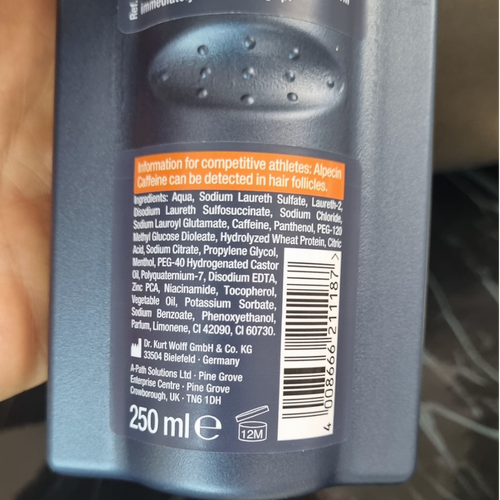 Information for competitive athletes: Alpecin
Caffeine can be detected in hair follicles.
Ingredients: Aqua, Sodium Laureth Sulfate, Laureth-2,
Disodium Laureth Sulfosuccinate, Sodium Chloride,
Sodium Lauroyl Glutamate, Caffeine, Panthenol, PEG-120
Methyl Glucose Dioleate, Hydrolyzed Wheat Protein, Citric
Acid, Sodium Citrate, Propylene Glycol,
Menthol, PEG-40 Hydrogenated Castor
Oil, Polyquaternium-7, Disodium EDTA,
Zinc PCA, Niacinamide, Tocopherol,
Vegetable Oil, Potassium Sorbate,
Sodium Benzoate, Phenoxyethanol,
Parfum, Limonene, CI 42090, CI 60730.
Dr. Kurt Wolff GmbH & Co. KG
33504 Bielefeld · Germany
A-Path Solutions Ltd · Pine Grove
Enterprise Centre · Pine Grove
Crowborough, UK · TN6 1DH
250 ml e
12M
4 008666 211187 >